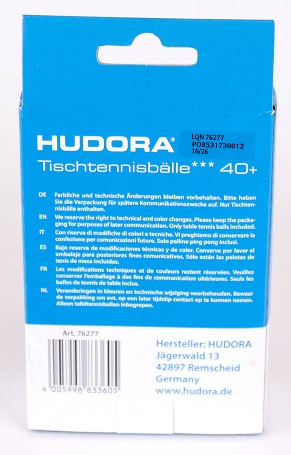 LQN 76277
PO8531730012
16/26
HUDORA®
Tischtennisbälle*** 40+
DE Farbliche und technische Änderungen bleiben vorbehalten. Bitte heben
Sie die Verpackung für spätere Kommunikationszwecke auf. Nur Tischten-
nisbälle enthalten.
EN We reserve the right to technical and color changes. Please keep the packa-
ging for purposes of later communication. Only table tennis balls included.
IT Con riserva di modifiche di colori e tecniche. Vi preghiamo di conservare la
confezione per comunicazioni future. Solo palline ping pong inclusi.
ES Bajo reserva de modificaciones técnicas y de color. Conserve por favor el
embalaje para posteriores fines comunicativos. Sólo están las pelotas de
tenis de mesa incluidas.
FR Les modifications techniques et de couleurs restent réservées. Veuillez
conserver l'emballage à des fins de communication ultérieures. Seuls les
balles de tennis de table inclus.
NL Veranderingen in kleuren en technische wijziging voorbehouden. Bewaren
de verpakking om op een later tijdstip contact op te kunnen nemen.
Alleen tafeltennisballen inbegrepen.
Art. 76277
4 005998 833605
Hersteller: HUDORA
Jägerwald 13
42897 Remscheid
Germany
www.hudora.de